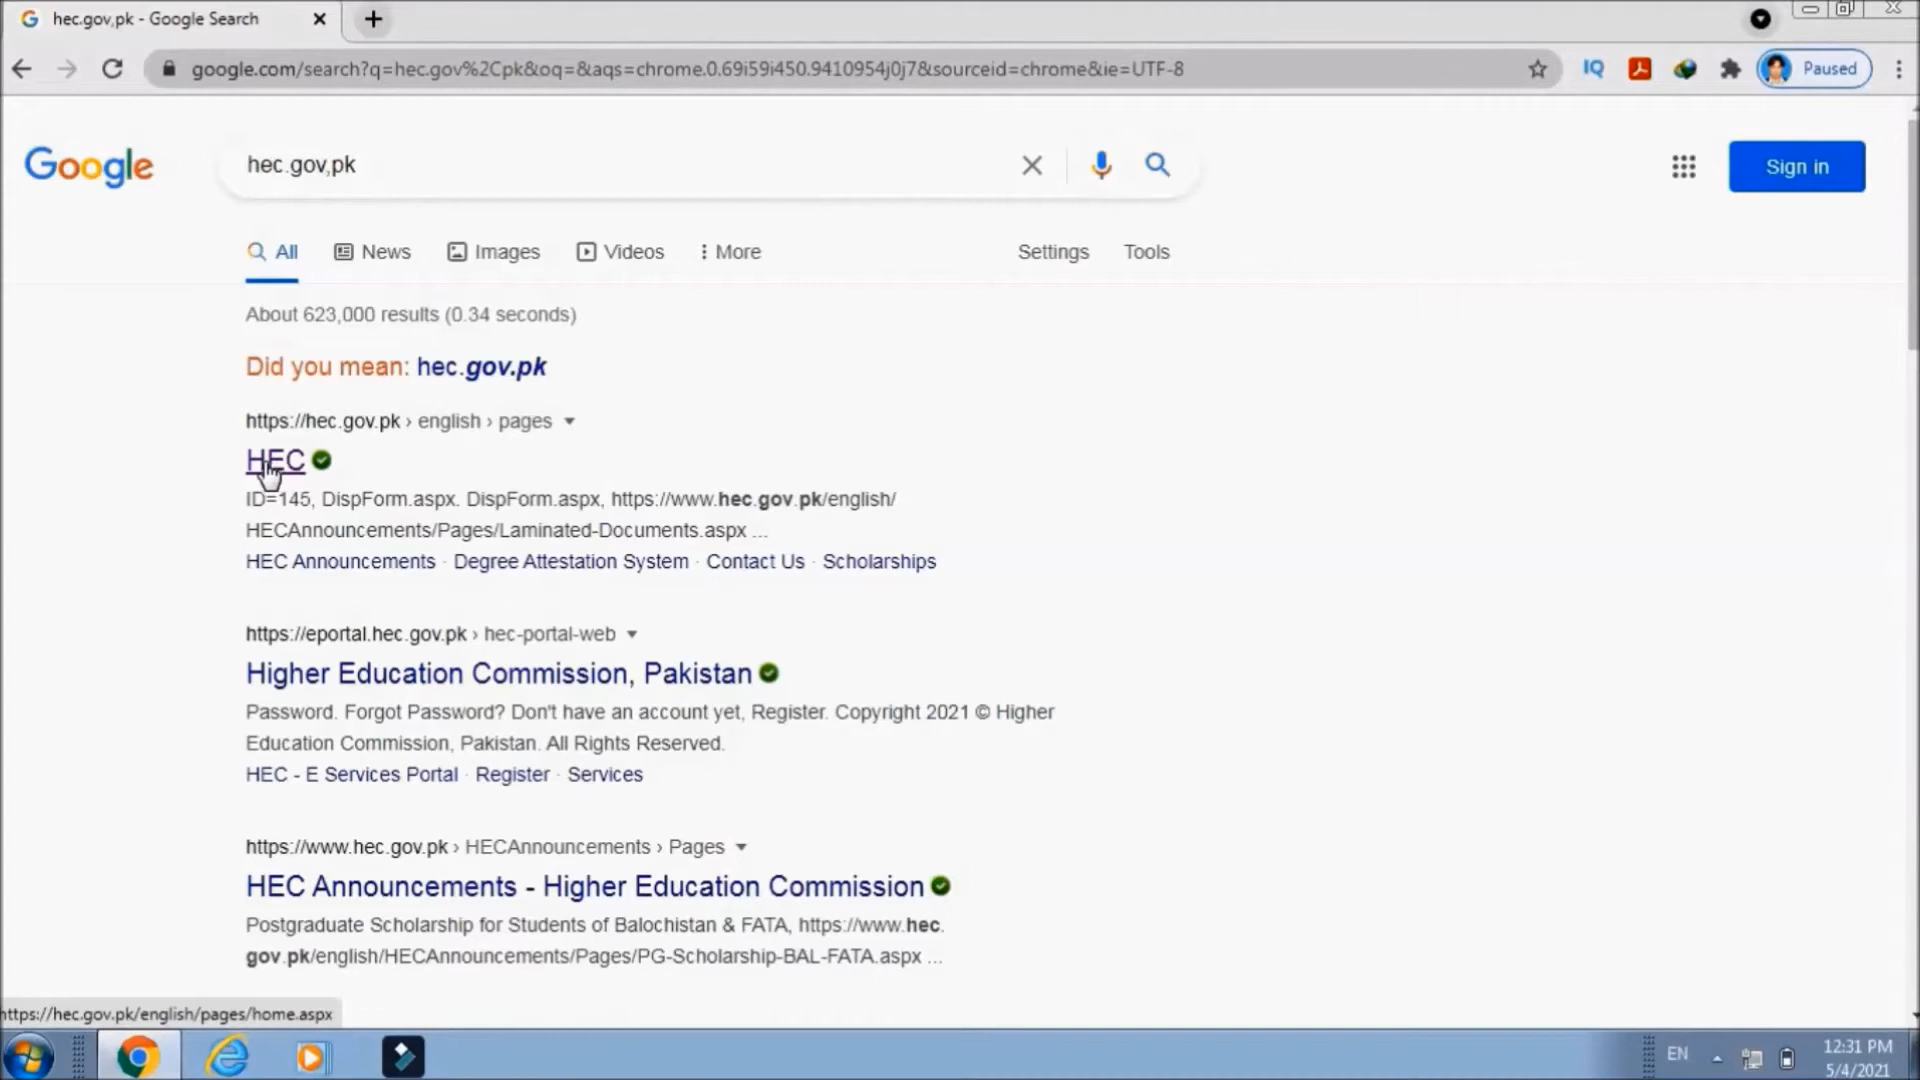 hec.gov,pk - Google Search
google.com/search?q=hec.gov%2Cpk&oq=&aqs=chrome.0.69i59i450.9410954j0j7&sourceid=chrome&ie=UTF-8
IQ
Paused
Google
hec.gov,pk
Sign in
All News Images Videos More Settings Tools
About 623,000 results (0.34 seconds)
Did you mean: hec.gov.pk
https://hec.gov.pk › english › pages
HEC
ID=145, DispForm.aspx. DispForm.aspx, https://www.hec.gov.pk/english/
HECAnnouncements/Pages/Laminated-Documents.aspx ...
HEC Announcements · Degree Attestation System · Contact Us · Scholarships
https://eportal.hec.gov.pk › hec-portal-web
Higher Education Commission, Pakistan
Password. Forgot Password? Don't have an account yet, Register. Copyright 2021 © Higher
Education Commission, Pakistan. All Rights Reserved.
HEC - E Services Portal · Register · Services
https://www.hec.gov.pk › HECAnnouncements › Pages
HEC Announcements - Higher Education Commission
Postgraduate Scholarship for Students of Balochistan & FATA, https://www.hec.
gov.pk/english/HECAnnouncements/Pages/PG-Scholarship-BAL-FATA.aspx ...
https://hec.gov.pk/english/pages/home.aspx
EN
12:31 PM
5/4/2021